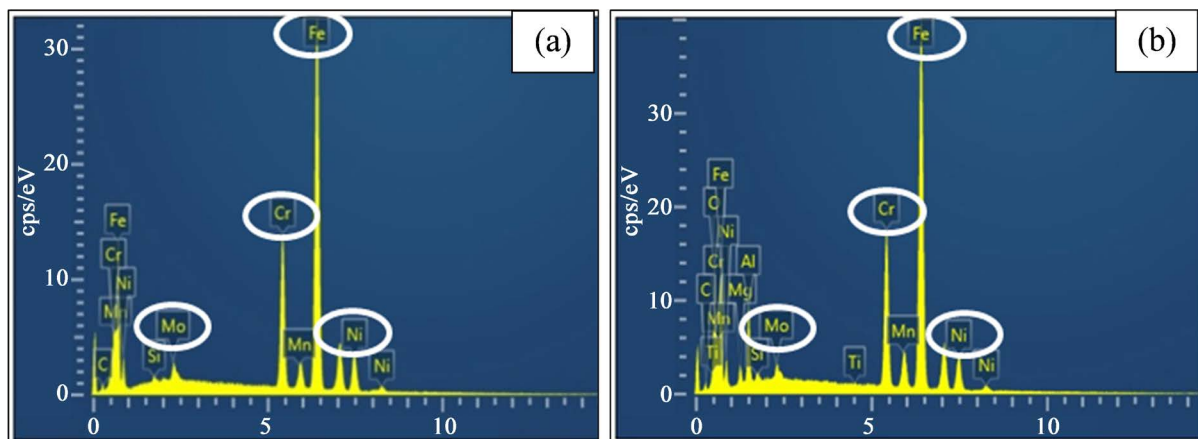 (a)
cps/eV
30
20
10
0
Fe
Cr
Ni
Mn
C
Si
Mo
Cr
Mn
Fe
Ni
Ni
0 5 10
(b)
30
20
10
0
Fe
O
Ni
Cr
Al
C
Mg
Mn
Ti
Si
Mo
Ti
Cr
Mn
Fe
Ni
Ni
0 5 10
cps/eV